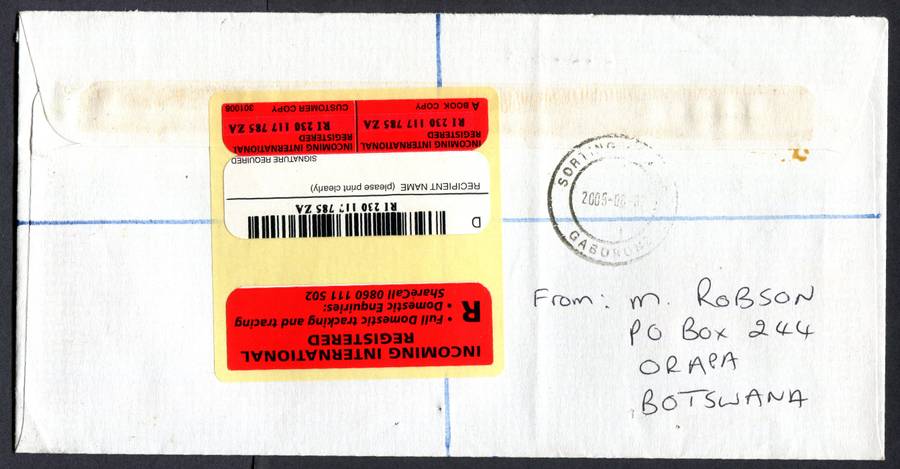 A BOOK COPY
RI 230 117 785 ZA
REGISTERED
INCOMING INTERNATIONAL
CUSTOMER COPY
301006
RI 230 117 785 ZA
REGISTERED
INCOMING INTERNATIONAL
D
RI 230 117 785 ZA
RECIPIENT NAME (please print clearly)
SIGNATURE REQUIRED
INCOMING INTERNATIONAL
REGISTERED
R
• Full Domestic tracking and tracing
• Domestic Enquiries:
ShareCall 0860 111 502
SORTING
GABORONE
From: M. ROBSON
PO BOX 244
ORAPA
BOTSWANA